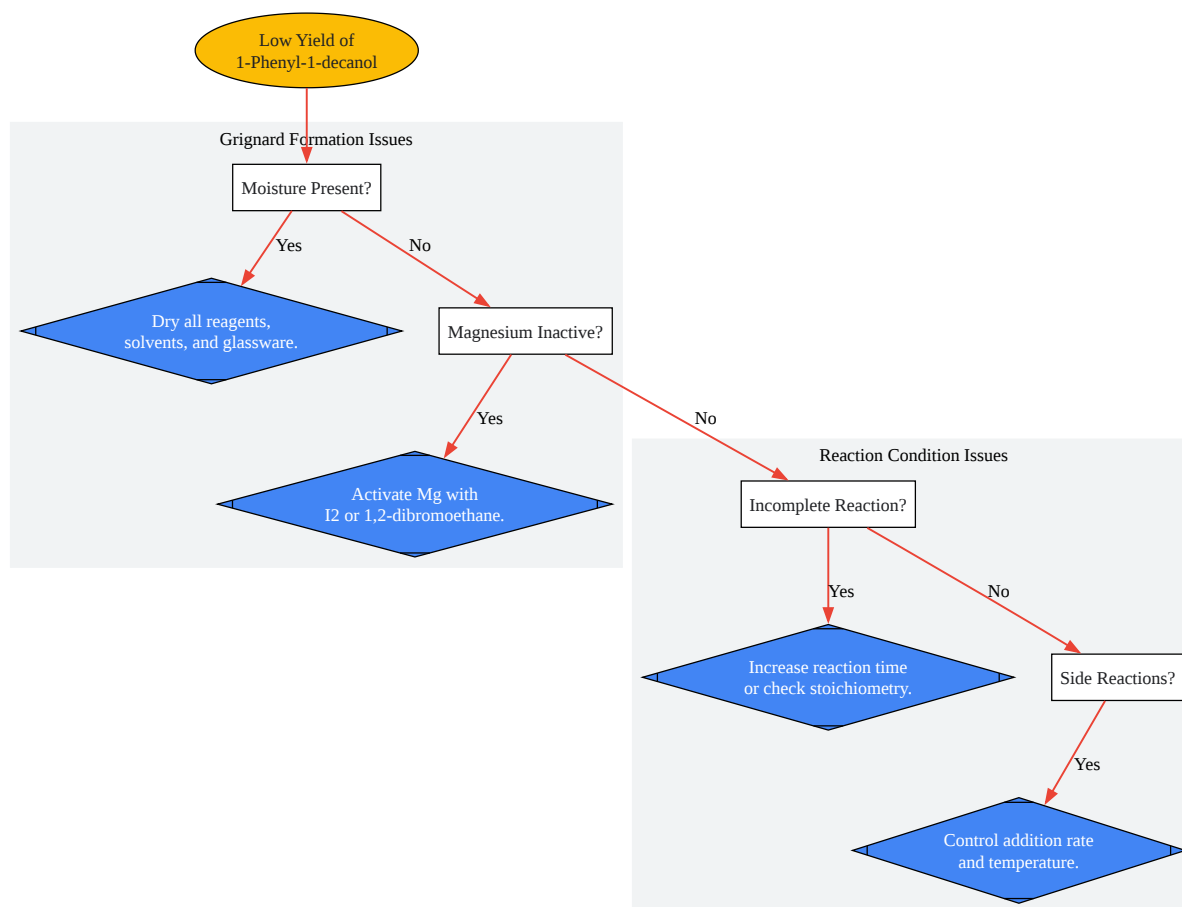 Low Yield of
1-Phenyl-1-decanol
Grignard Formation Issues
Moisture Present?
Yes
No
Dry all reagents,
solvents, and glassware.
Magnesium Inactive?
Yes
No
Activate Mg with
I2 or 1,2-dibromoethane.
Reaction Condition Issues
Incomplete Reaction?
Yes
No
Increase reaction time
or check stoichiometry.
Side Reactions?
Yes
Control addition rate
and temperature.